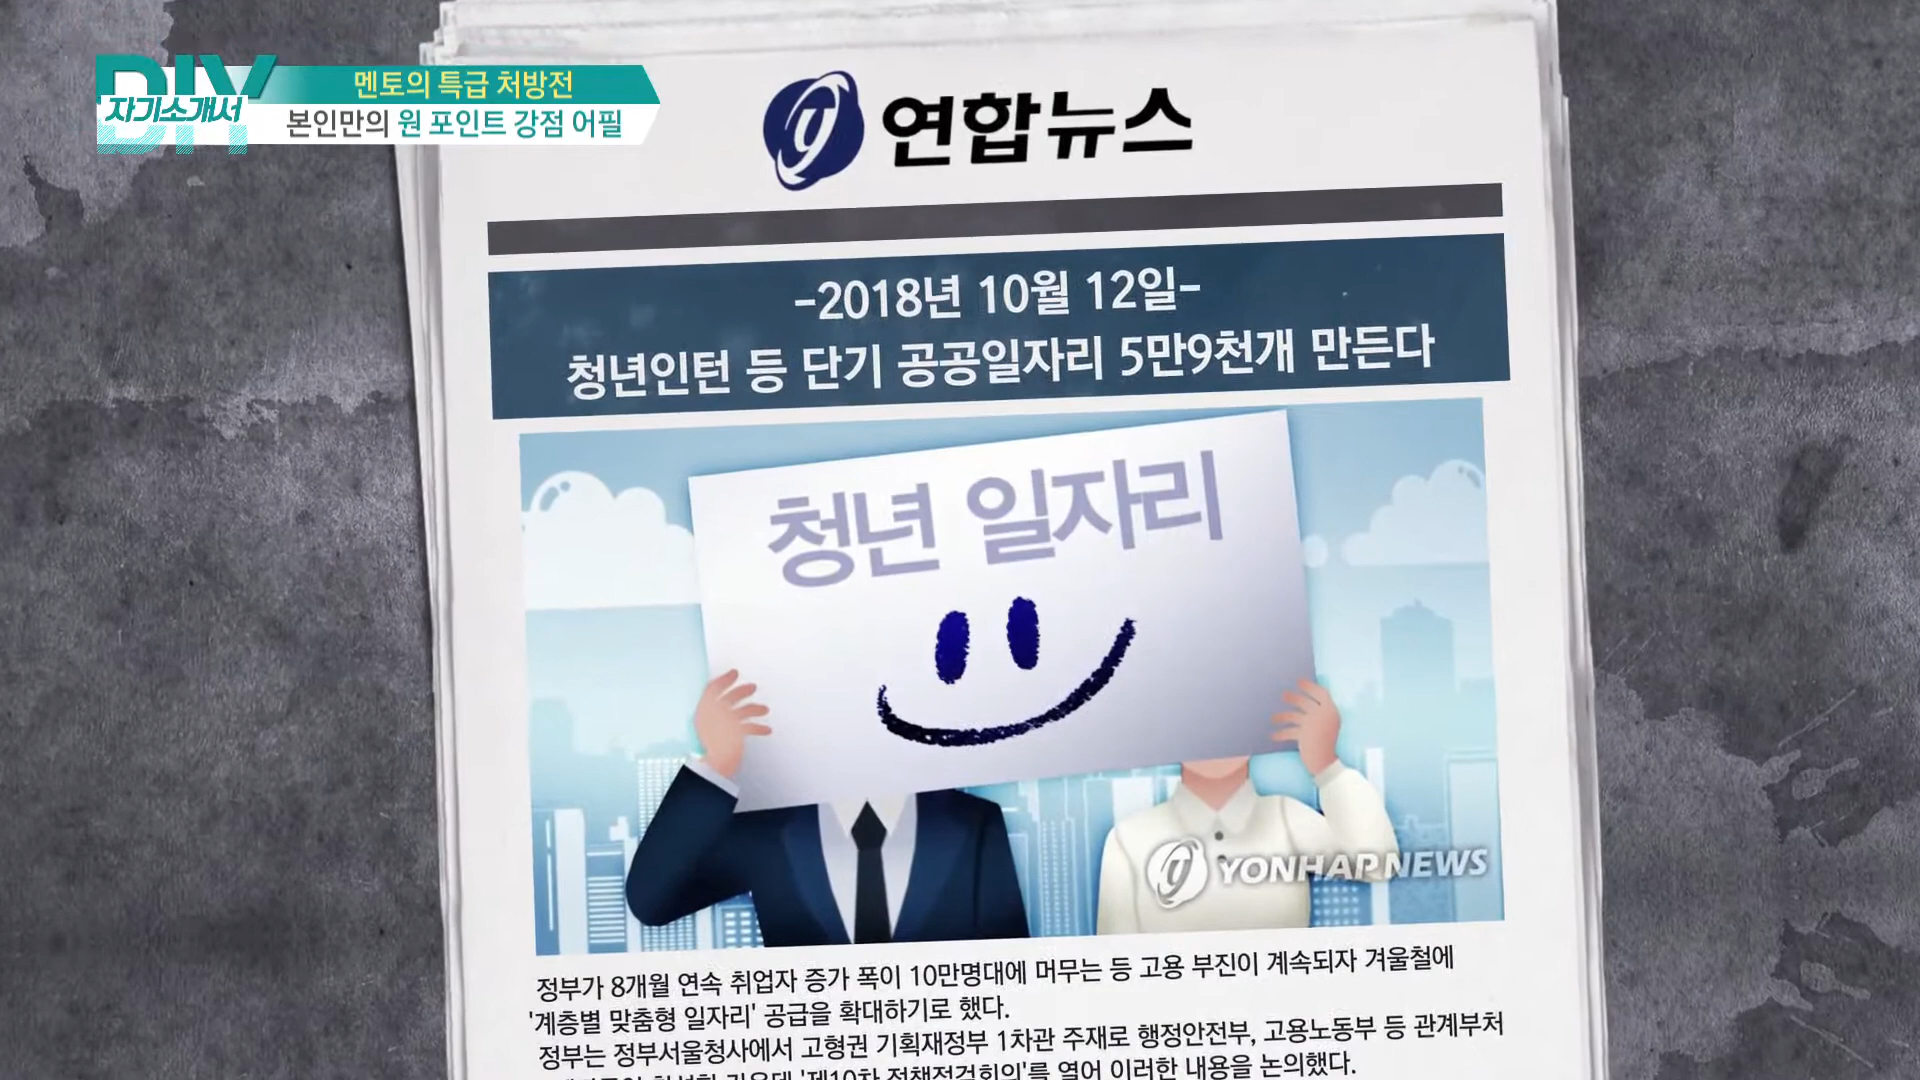 DIY
자기소개서
멘토의 특급 처방전
본인만의 원 포인트 강점 어필
연합뉴스
-2018년 10월 12일-
청년인턴 등 단기 공공일자리 5만9천개 만든다
청년 일자리
YONHAP NEWS
정부가 8개월 연속 취업자 증가 폭이 10만명대에 머무는 등 고용 부진이 계속되자 겨울철에
'계층별 맞춤형 일자리' 공급을 확대하기로 했다.
정부는 정부서울청사에서 고형권 기획재정부 1차관 주재로 행정안전부, 고용노동부 등 관계부처
'제10차 정책점검회의'를 열어 이러한 내용을 논의했다.